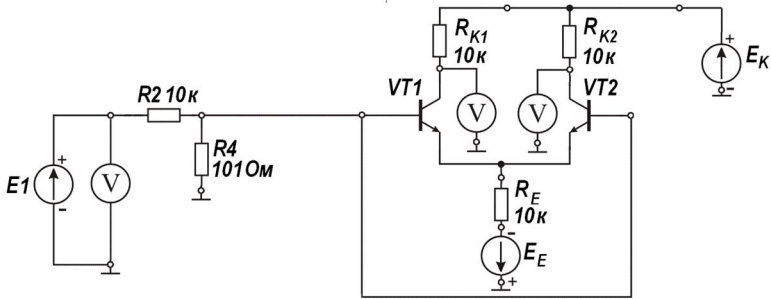 R_K1
10к
R_K2
10к
E_K
+
-
VT1
VT2
V
V
R2 10к
R4
101Ом
E1
+
-
V
R_E
10к
-
E_E
+